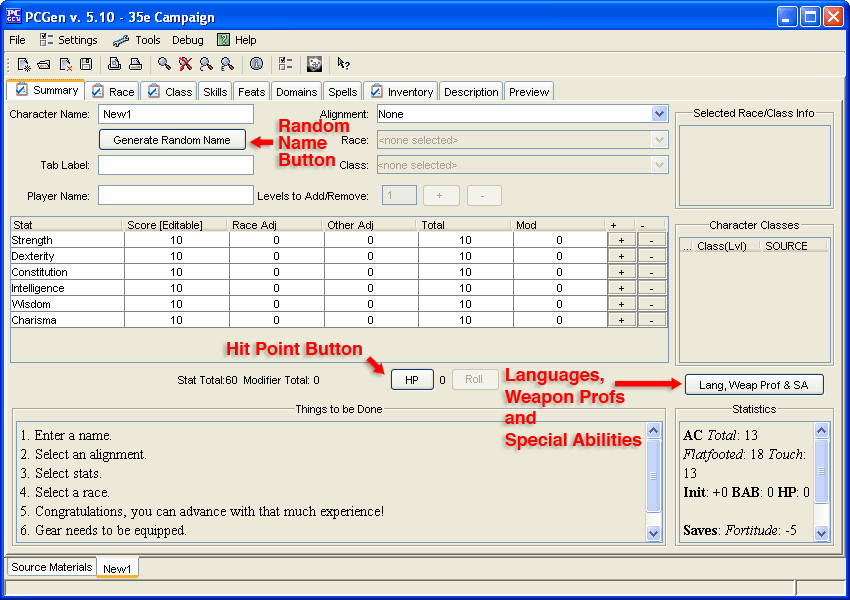 PCGen v. 5.10 - 35e Campaign
File Settings Tools Debug Help
Summary Race Class Skills Feats Domains Spells Inventory Description Preview
Character Name: New1 Alignment: None
Generate Random Name
Random
Name
Button
Race: <none selected>
Tab Label: Class: <none selected>
Player Name: Levels to Add/Remove: 1 + -
Selected Race/Class Info
Stat Score [Editable] Race Adj Other Adj Total Mod + -
Strength 10 0 0 10 0 + -
Dexterity 10 0 0 10 0 + -
Constitution 10 0 0 10 0 + -
Intelligence 10 0 0 10 0 + -
Wisdom 10 0 0 10 0 + -
Charisma 10 0 0 10 0 + -
Character Classes
... Class(Lvl) SOURCE
Hit Point Button
Stat Total:60 Modifier Total: 0 HP 0 Roll
Languages,
Weapon Profs
and
Special Abilities
Lang, Weap Prof & SA
Things to be Done
1. Enter a name.
2. Select an alignment.
3. Select stats.
4. Select a race.
5. Congratulations, you can advance with that much experience!
6. Gear needs to be equipped.
Statistics
AC Total: 13
Flatfooted: 18 Touch:
13
Init: +0 BAB: 0 HP: 0
Saves: Fortitude: -5
Source Materials New1